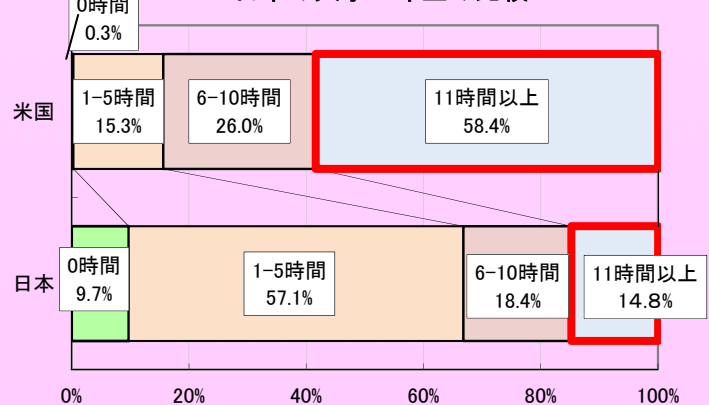 0時間
0.3%
米国
1-5時間
15.3%
6-10時間
26.0%
11時間以上
58.4%
日本
0時間
9.7%
1-5時間
57.1%
6-10時間
18.4%
11時間以上
14.8%
0%
20%
40%
60%
80%
100%